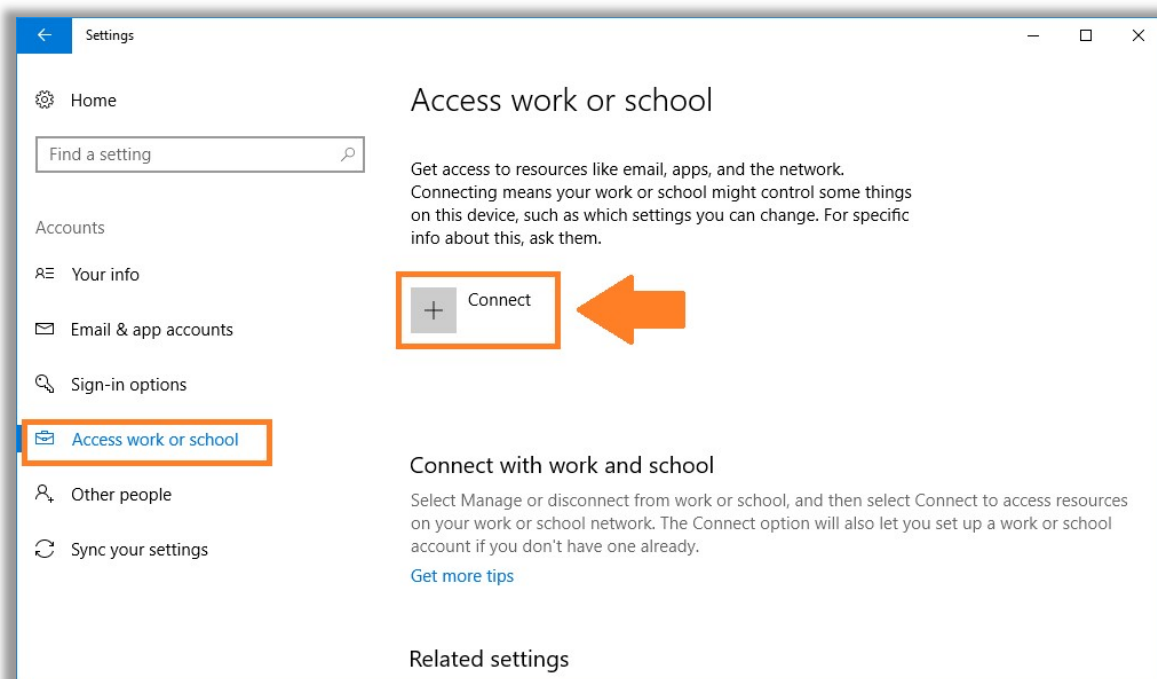 Settings
Home
Find a setting
Accounts
Your info
Email & app accounts
Sign-in options
Access work or school
Other people
Sync your settings
Access work or school
Get access to resources like email, apps, and the network.
Connecting means your work or school might control some things
on this device, such as which settings you can change. For specific
info about this, ask them.
Connect
Connect with work and school
Select Manage or disconnect from work or school, and then select Connect to access resources
on your work or school network. The Connect option will also let you set up a work or school
account if you don't have one already.
Get more tips
Related settings